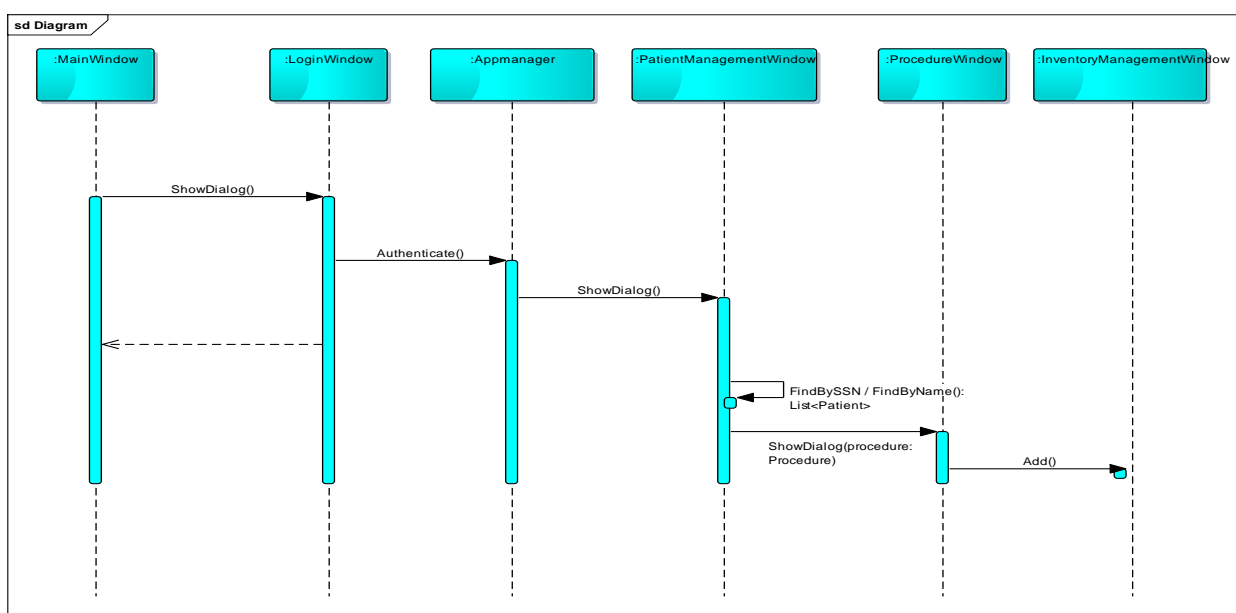 sd Diagram
:MainWindow
:LoginWindow
:Appmanager
:PatientManagementWindow
:ProcedureWindow
:InventoryManagementWindow
ShowDialog()
Authenticate()
ShowDialog()
FindBySSN / FindByName():
List<Patient>
ShowDialog(procedure:
Procedure)
Add()